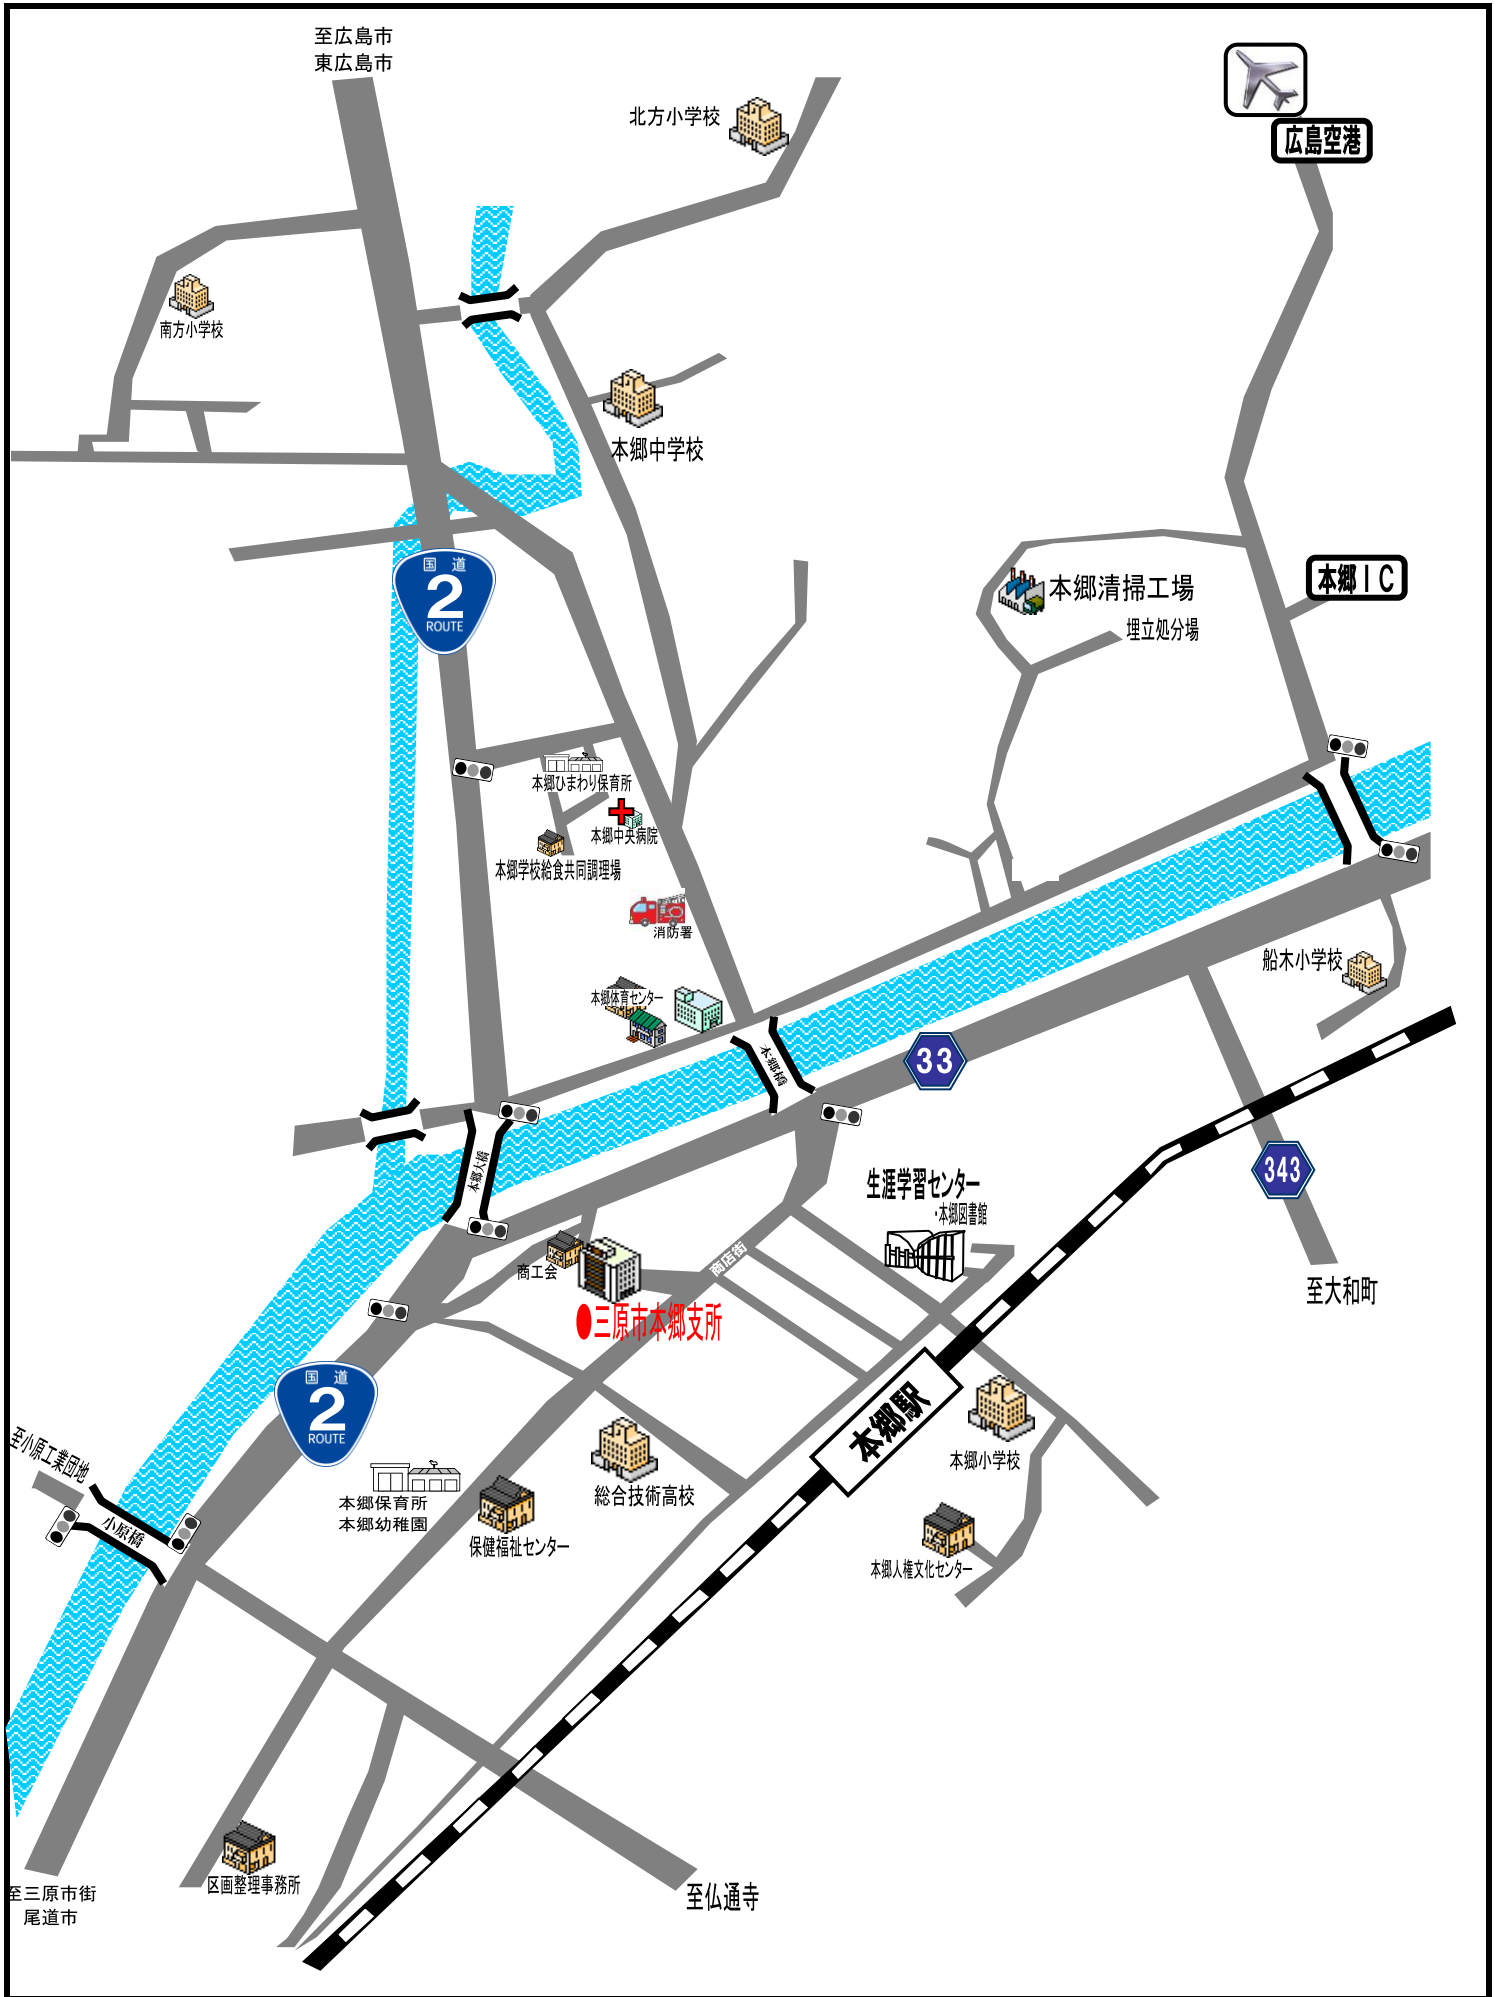 至広島市
東広島市
北方小学校
広島空港
南方小学校
本郷中学校
国道
2
ROUTE
本郷清掃工場
本郷IC
埋立処分場
本郷ひまわり保育所
本郷中央病院
本郷学校給食共同調理場
消防署
船木小学校
本郷体育センター
本郷橋
33
本郷大橋
生涯学習センター
・本郷図書館
343
商店街
商工会
至大和町
●三原市本郷支所
国道
2
ROUTE
本郷駅
至小原工業団地
小原橋
本郷小学校
総合技術高校
本郷保育所
本郷幼稚園
保健福祉センター
本郷人権文化センター
区画整理事務所
至三原市街
尾道市
至仏通寺